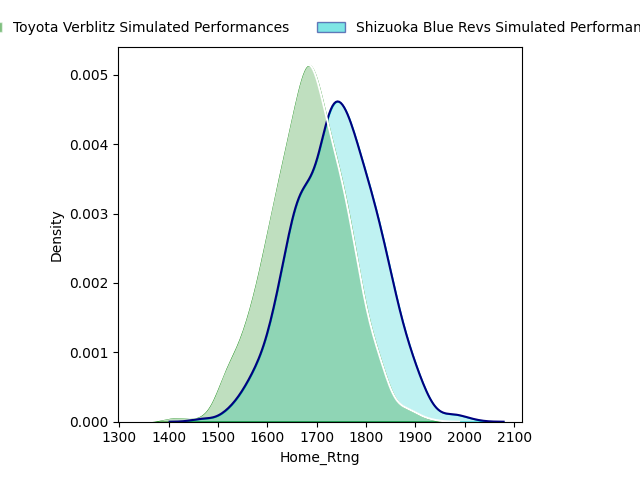 Toyota Verblitz Simulated Performances
Shizuoka Blue Revs Simulated
0.005
0.004
0.003
0.002
0.001
0.000
Density
1300 1400 1500 1600 1700 1800 1900 2000 2100
Home_Rtng